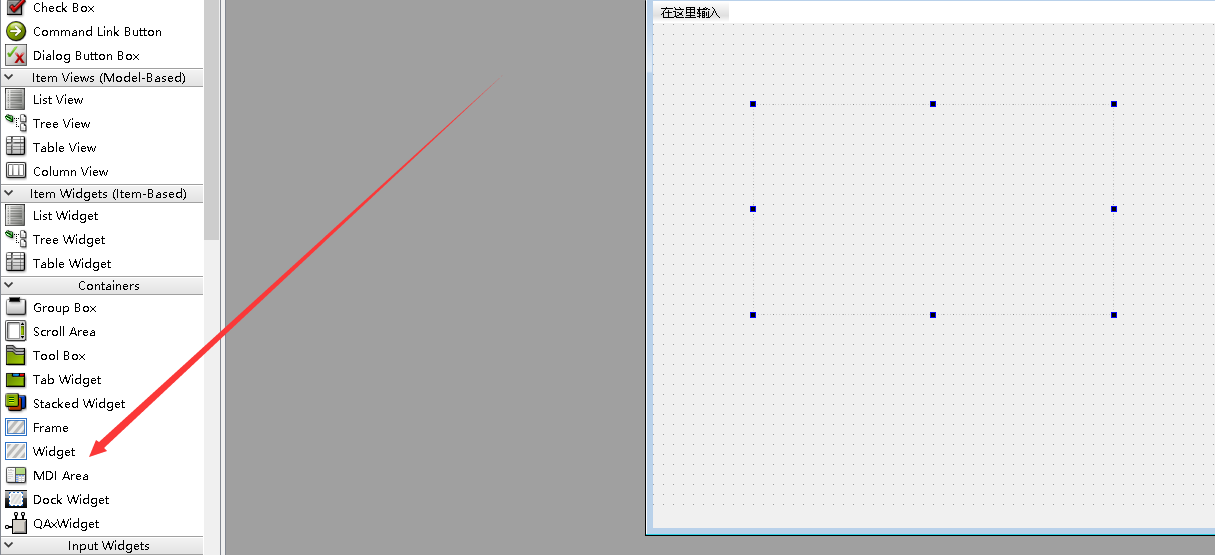 Check Box
Command Link Button
Dialog Button Box
Item Views (Model-Based)
List View
Tree View
Table View
Column View
Item Widgets (Item-Based)
List Widget
Tree Widget
Table Widget
Containers
Group Box
Scroll Area
Tool Box
Tab Widget
Stacked Widget
Frame
Widget
MDI Area
Dock Widget
QAxWidget
Input Widgets
在这里输入